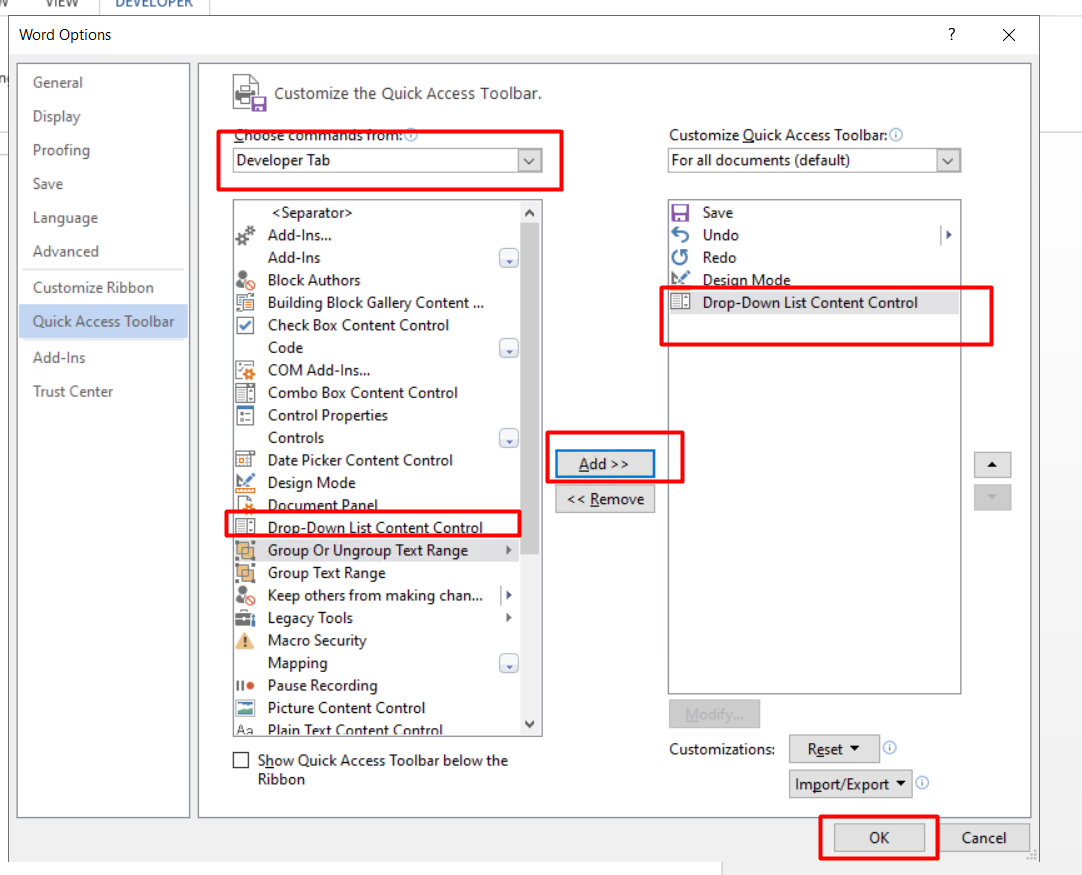 VIEW
DEVELOPER
Word Options
?
General
Display
Proofing
Save
Language
Advanced
Customize Ribbon
Quick Access Toolbar
Add-Ins
Trust Center
Customize the Quick Access Toolbar.
Choose commands from:
Developer Tab
<Separator>
Add-Ins...
Add-Ins
Block Authors
Building Block Gallery Content ...
Check Box Content Control
Code
COM Add-Ins...
Combo Box Content Control
Control Properties
Controls
Date Picker Content Control
Design Mode
Document Panel
Drop-Down List Content Control
Group Or Ungroup Text Range
Group Text Range
Keep others from making chan...
Legacy Tools
Macro Security
Mapping
Pause Recording
Picture Content Control
Aa Plain Text Content Control
Show Quick Access Toolbar below the
Ribbon
Add >>
<< Remove
Customize Quick Access Toolbar:
For all documents (default)
Save
Undo
Redo
Design Mode
Drop-Down List Content Control
Modify...
Customizations:
Reset
Import/Export
OK
Cancel